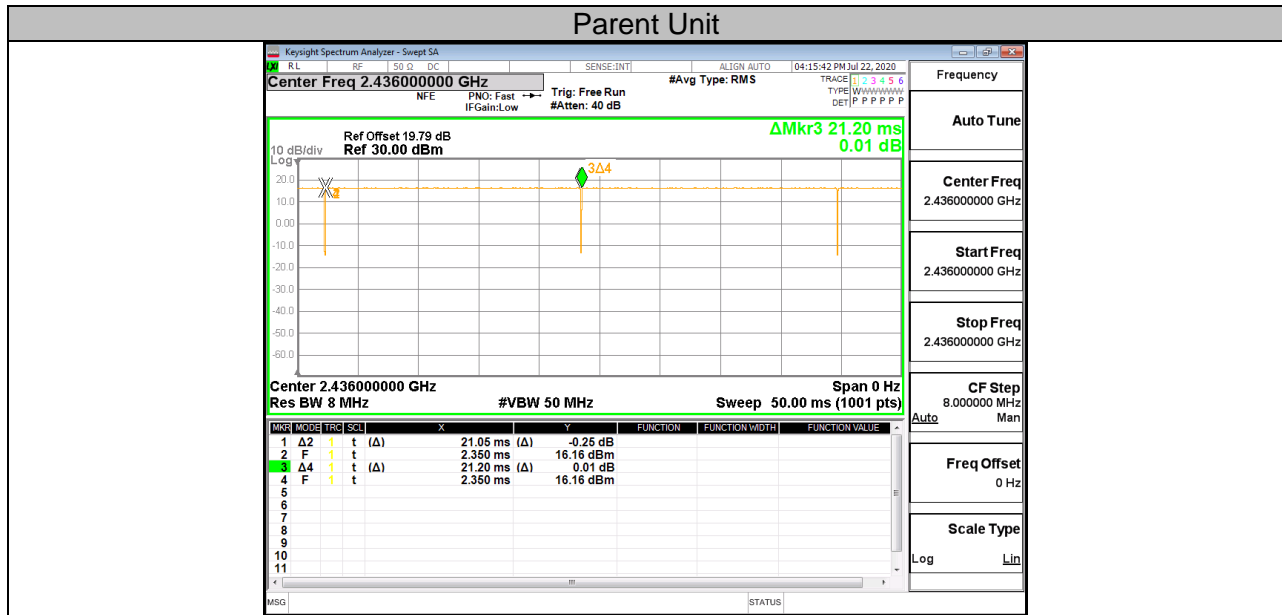 Parent Unit
Keysight Spectrum Analyzer - Swept SA
LXI RL RF 50 Ω DC SENSE:INT ALIGN AUTO 04:15:42 PM Jul 22, 2020
Center Freq 2.436000000 GHz
NFE PNO: Fast IFGain:Low
Trig: Free Run
#Atten: 40 dB
#Avg Type: RMS
TRACE 1 2 3 4 5 6
TYPE WWWWWW
DET P P P P P P
ΔMkr3 21.20 ms
0.01 dB
Ref Offset 19.79 dB
10 dB/div Ref 30.00 dBm
Log
20.0
10.0
0.00
-10.0
-20.0
-30.0
-40.0
-50.0
-60.0
3Δ4
Center 2.436000000 GHz Span 0 Hz
Res BW 8 MHz #VBW 50 MHz Sweep 50.00 ms (1001 pts)
MKR MODE TRC SCL X Y FUNCTION FUNCTION WIDTH FUNCTION VALUE
1 Δ2 1 t (Δ) 21.05 ms (Δ) -0.25 dB
2 F 1 t 2.350 ms 16.16 dBm
3 Δ4 1 t (Δ) 21.20 ms (Δ) 0.01 dB
4 F 1 t 2.350 ms 16.16 dBm
5
6
7
8
9
10
11
MSG STATUS
Frequency
Auto Tune
Center Freq
2.436000000 GHz
Start Freq
2.436000000 GHz
Stop Freq
2.436000000 GHz
CF Step
8.000000 MHz
Auto Man
Freq Offset
0 Hz
Scale Type
Log Lin